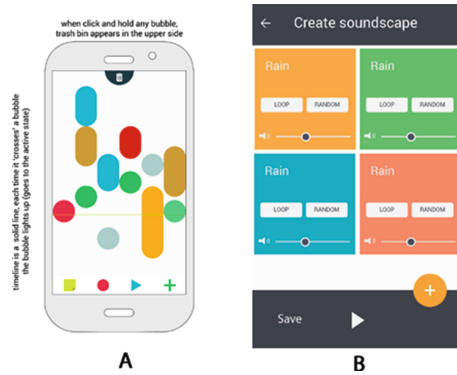 when click and hold any bubble,
trash bin appears in the upper side
timeline is a solid line, each time it 'crosses' a bubble
the bubble lights up (goes to the active state)
A
Create soundscape
Rain
LOOP RANDOM
Rain
LOOP RANDOM
Rain
LOOP RANDOM
Rain
LOOP RANDOM
Save
B